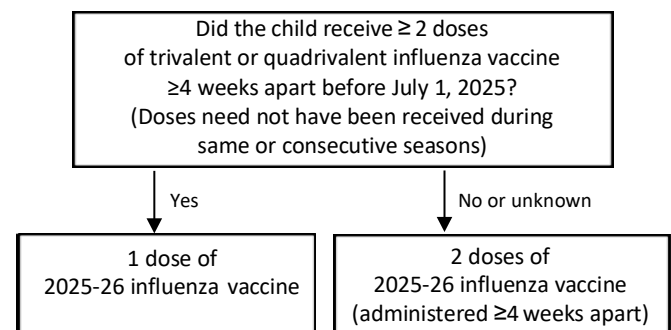 Did the child receive ≥ 2 doses
of trivalent or quadrivalent influenza vaccine
≥4 weeks apart before July 1, 2025?
(Doses need not have been received during
same or consecutive seasons)
Yes
No or unknown
1 dose of
2025-26 influenza vaccine
2 doses of
2025-26 influenza vaccine
(administered ≥4 weeks apart)